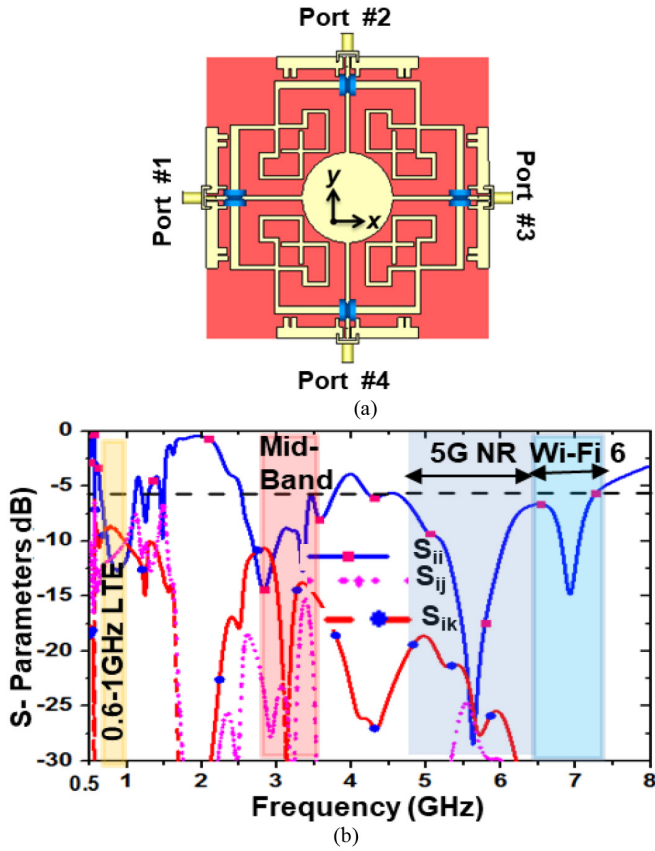 Port #2
Port #1
y
x
Port #3
Port #4
(a)
S- Parameters dB)
0
-5
-10
-15
-20
-25
-30
0.6-1GHz LTE
Mid-
Band
5G NR
Wi-Fi 6
Sii
Sij
Sik
0.5
1
2
3
4
5
6
7
8
Frequency (GHz)
(b)